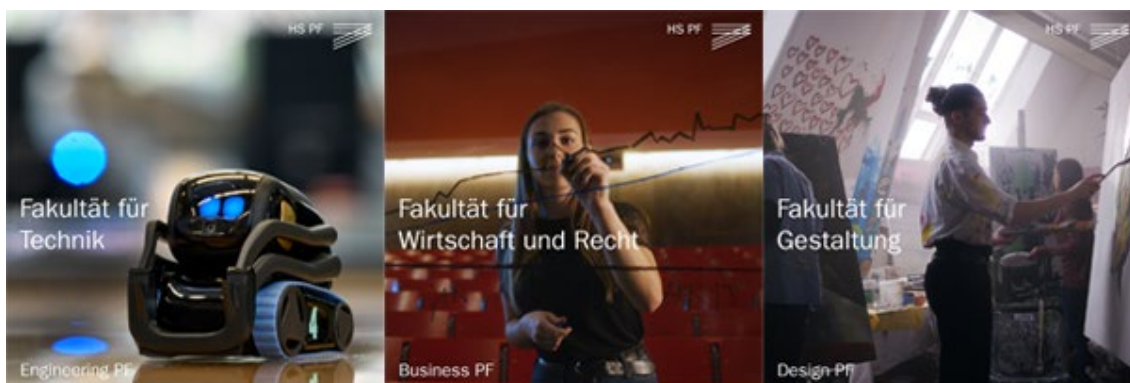 HS PF
Fakultät für
Technik
Engineering PF
HS PF
Fakultät für
Wirtschaft und Recht
Business PF
HS PF
Fakultät für
Gestaltung
Design PF